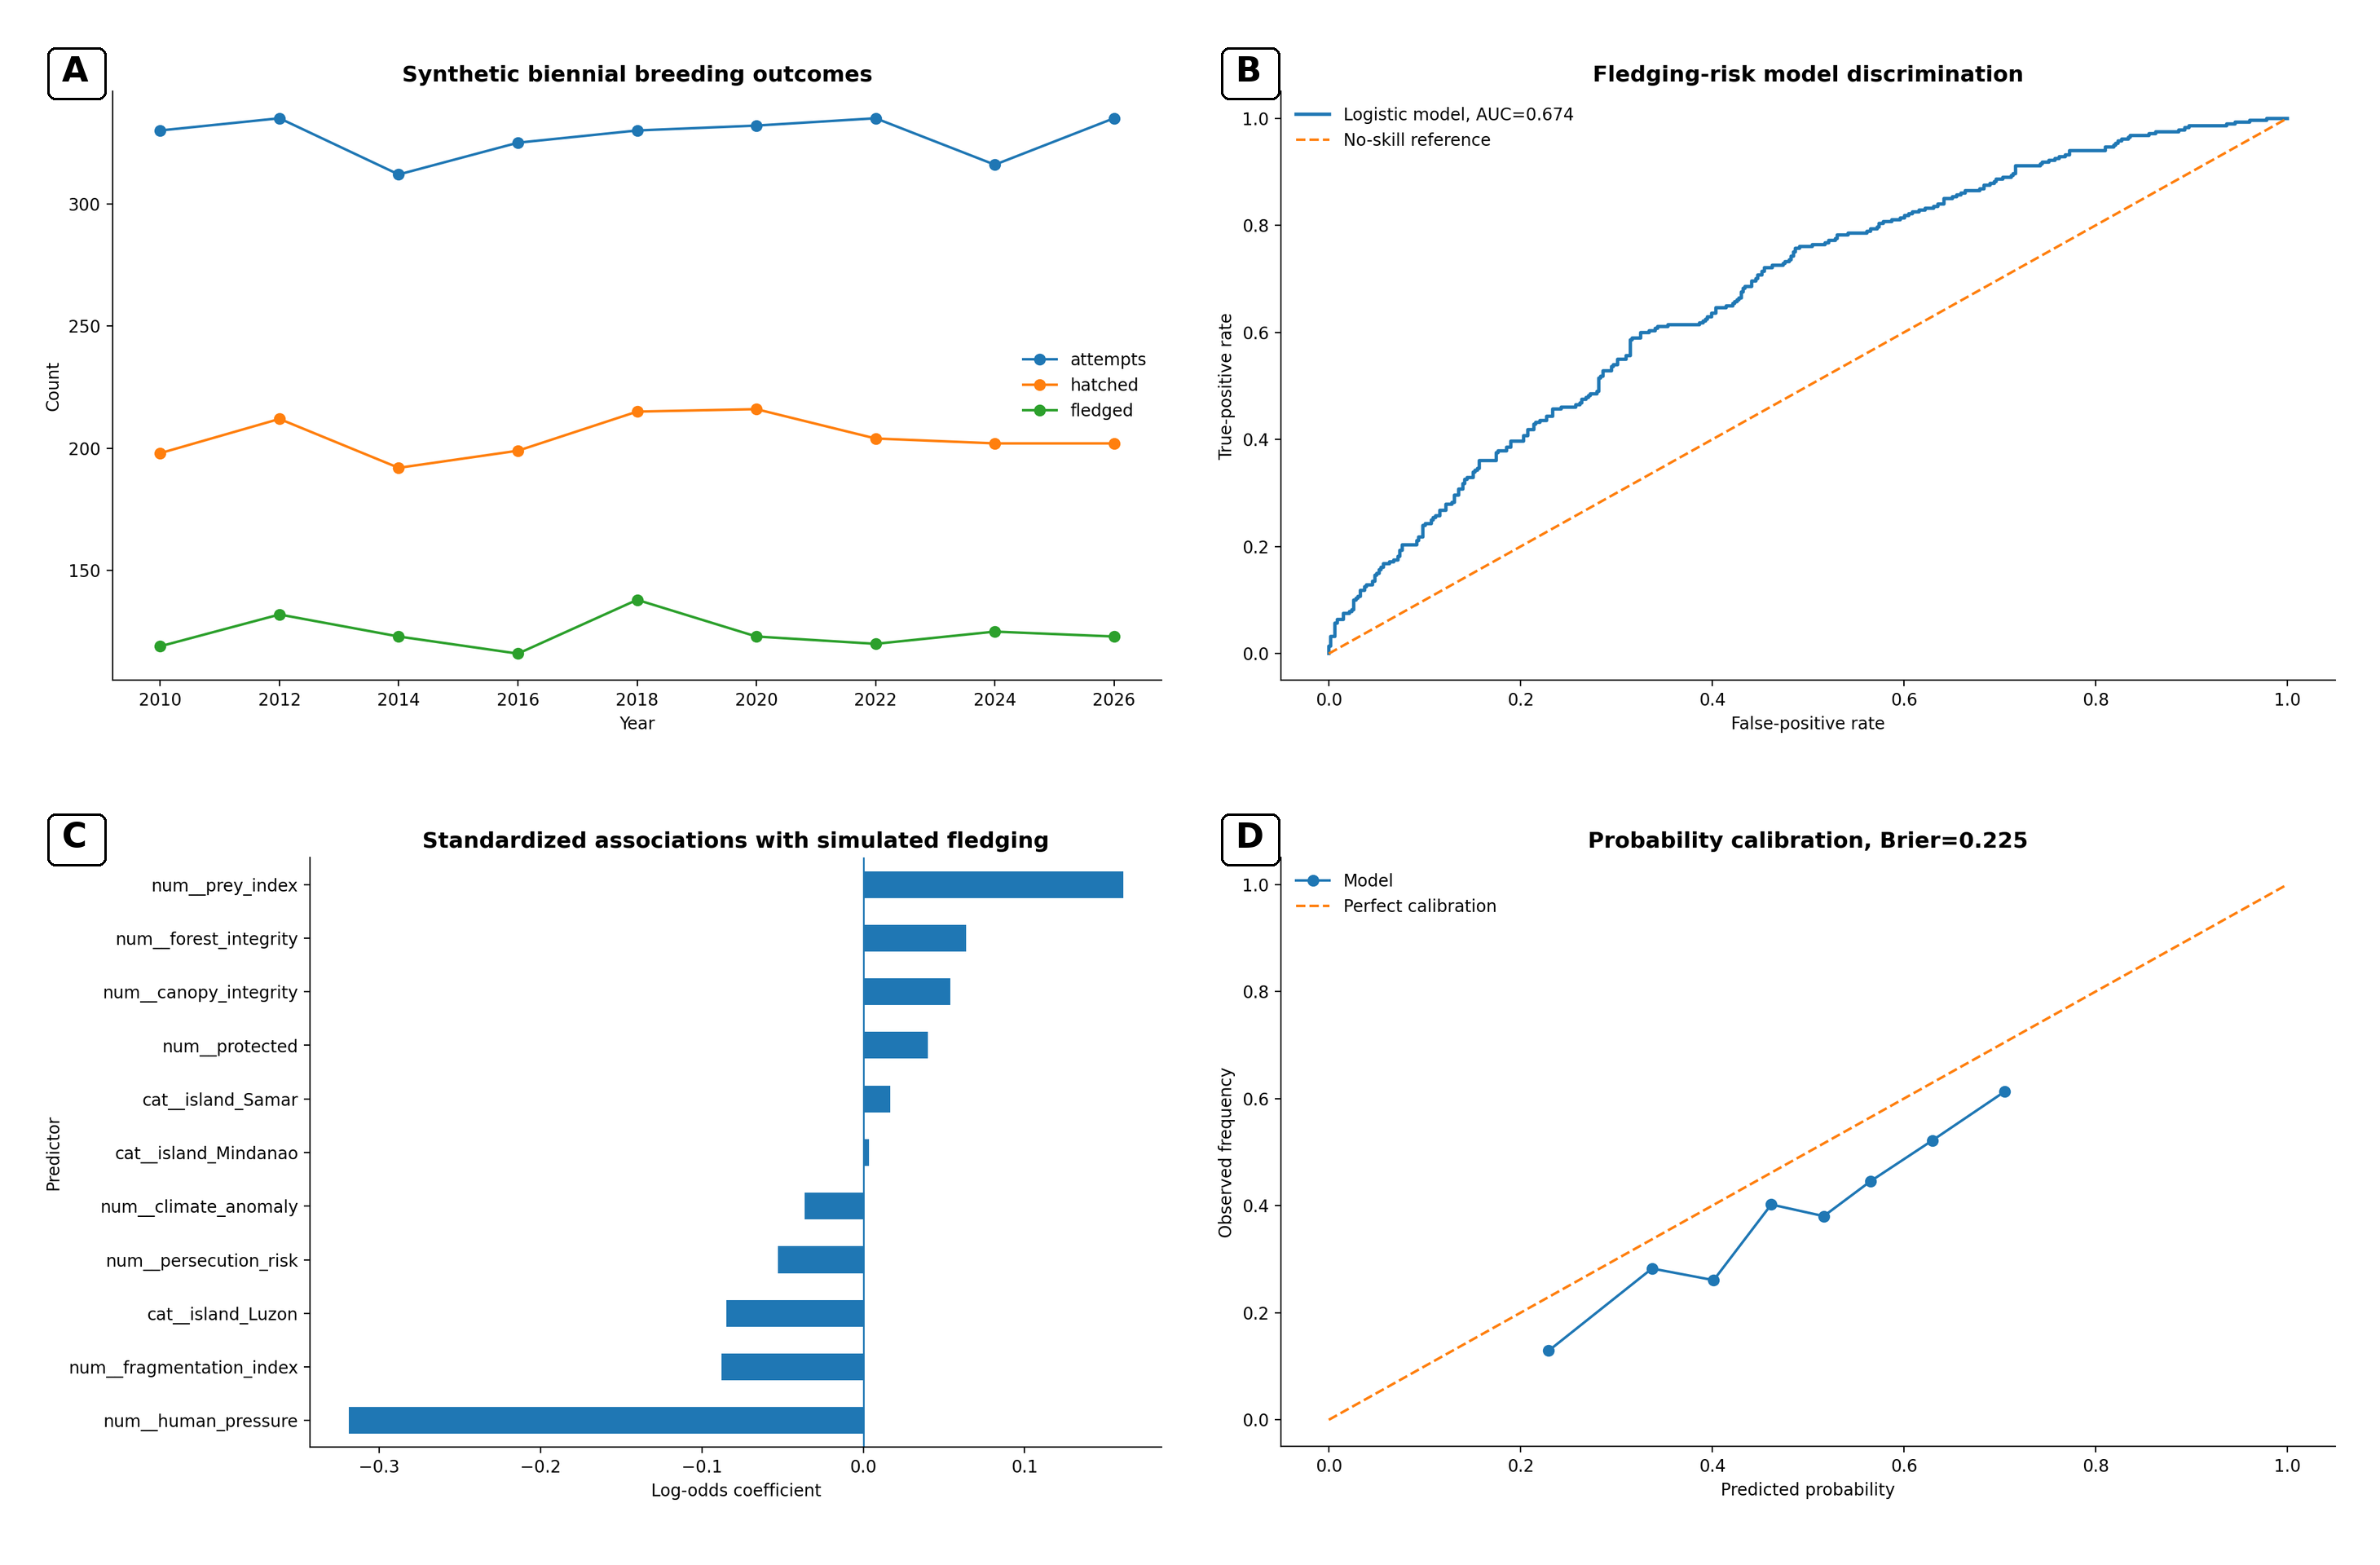 A
Synthetic biennial breeding outcomes
Count
300
250
200
150
attempts
hatched
fledged
2010 2012 2014 2016 2018 2020 2022 2024 2026
Year
B
Fledging-risk model discrimination
Logistic model, AUC=0.674
No-skill reference
True-positive rate
1.0
0.8
0.6
0.4
0.2
0.0
0.0 0.2 0.4 0.6 0.8 1.0
False-positive rate
C
Standardized associations with simulated fledging
Predictor
num__prey_index
num__forest_integrity
num__canopy_integrity
num__protected
cat__island_Samar
cat__island_Mindanao
num__climate_anomaly
num__persecution_risk
cat__island_Luzon
num__fragmentation_index
num__human_pressure
−0.3 −0.2 −0.1 0.0 0.1
Log-odds coefficient
D
Probability calibration, Brier=0.225
Model
Perfect calibration
Observed frequency
1.0
0.8
0.6
0.4
0.2
0.0
0.0 0.2 0.4 0.6 0.8 1.0
Predicted probability